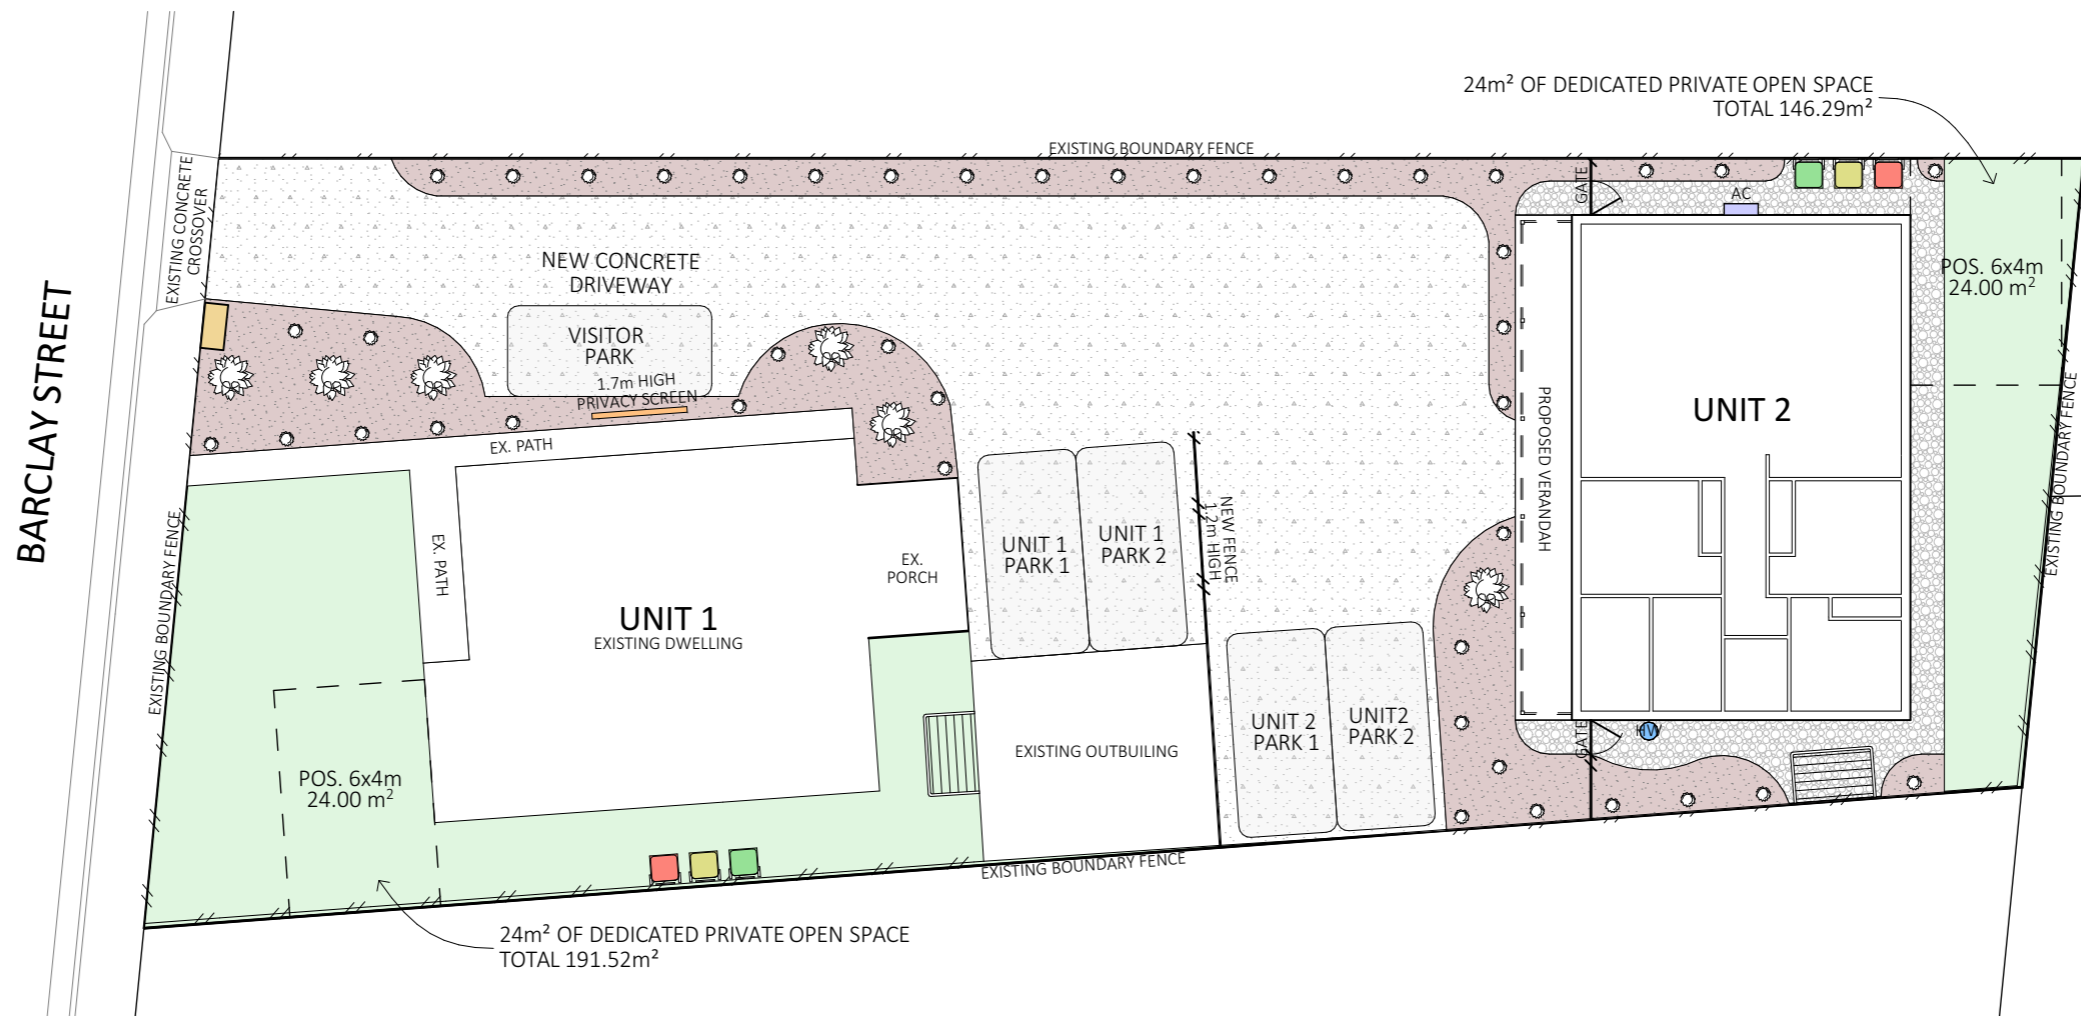 24m² OF DEDICATED PRIVATE OPEN SPACE
TOTAL 146.29m²
EXISTING BOUNDARY FENCE
EXISTING CONCRETE
CROSSOVER
BARCLAY STREET
NEW CONCRETE
DRIVEWAY
VISITOR
PARK
1.7m HIGH
PRIVACY SCREEN
EX. PATH
EX. PATH
EXISTING BOUNDARY FENCE
UNIT 1
EXISTING DWELLING
EX.
PORCH
POS. 6x4m
24.00 m²
24m² OF DEDICATED PRIVATE OPEN SPACE
TOTAL 191.52m²
UNIT 1
PARK 1
UNIT 1
PARK 2
NEW FENCE
1.2m HIGH
EXISTING OUTBUILING
EXISTING BOUNDARY FENCE
UNIT 2
PARK 1
UNIT2
PARK 2
PROPOSED VERANDAH
GATE
AC
UNIT 2
GATE
HW
POS. 6x4m
24.00 m²
EXISTING BOUNDARY FENCE